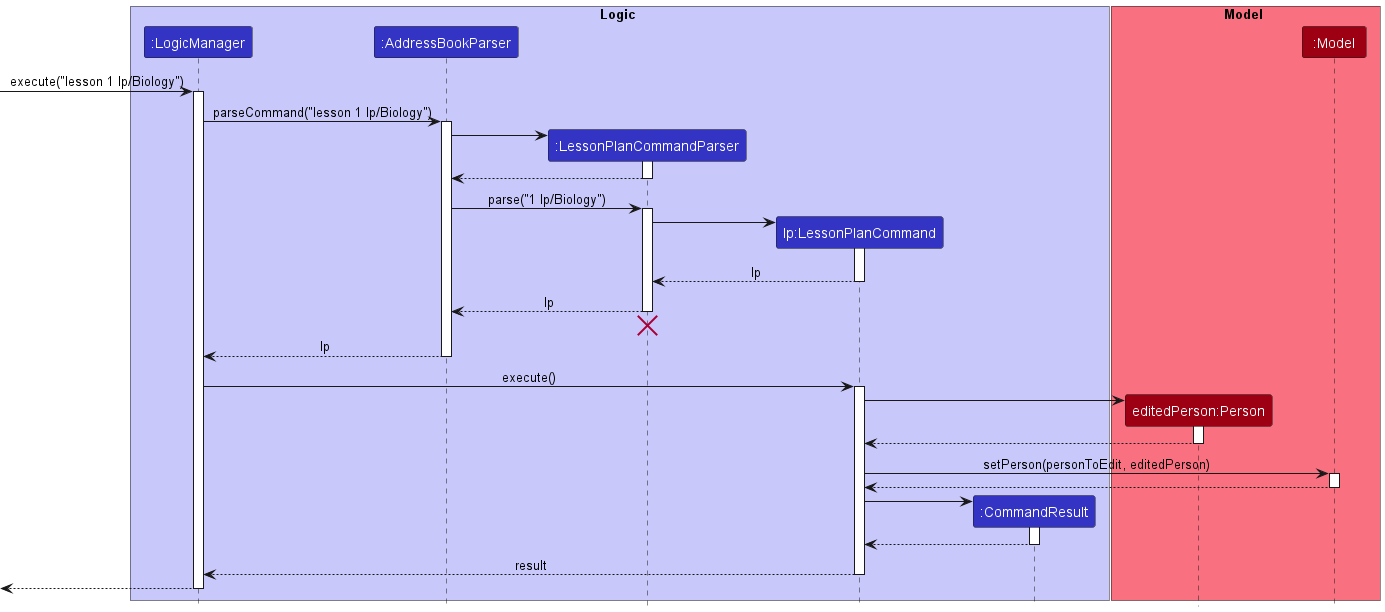 Logic
Model
:LogicManager
:AddressBookParser
:Model
execute("lesson 1 lp/Biology")
parseCommand("lesson 1 lp/Biology")
:LessonPlanCommandParser
parse("1 lp/Biology")
lp:LessonPlanCommand
lp
lp
lp
execute()
editedPerson:Person
setPerson(personToEdit, editedPerson)
:CommandResult
result